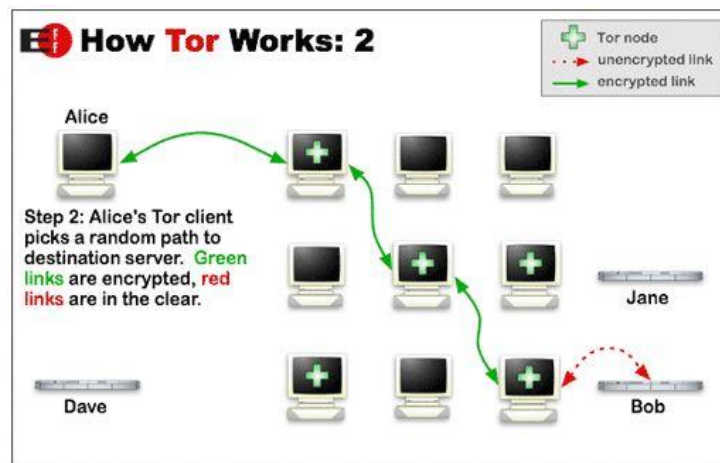 EFF How Tor Works: 2
Tor node
unencrypted link
encrypted link
Alice
Step 2: Alice's Tor client
picks a random path to
destination server. Green
links are encrypted, red
links are in the clear.
Jane
Dave
Bob